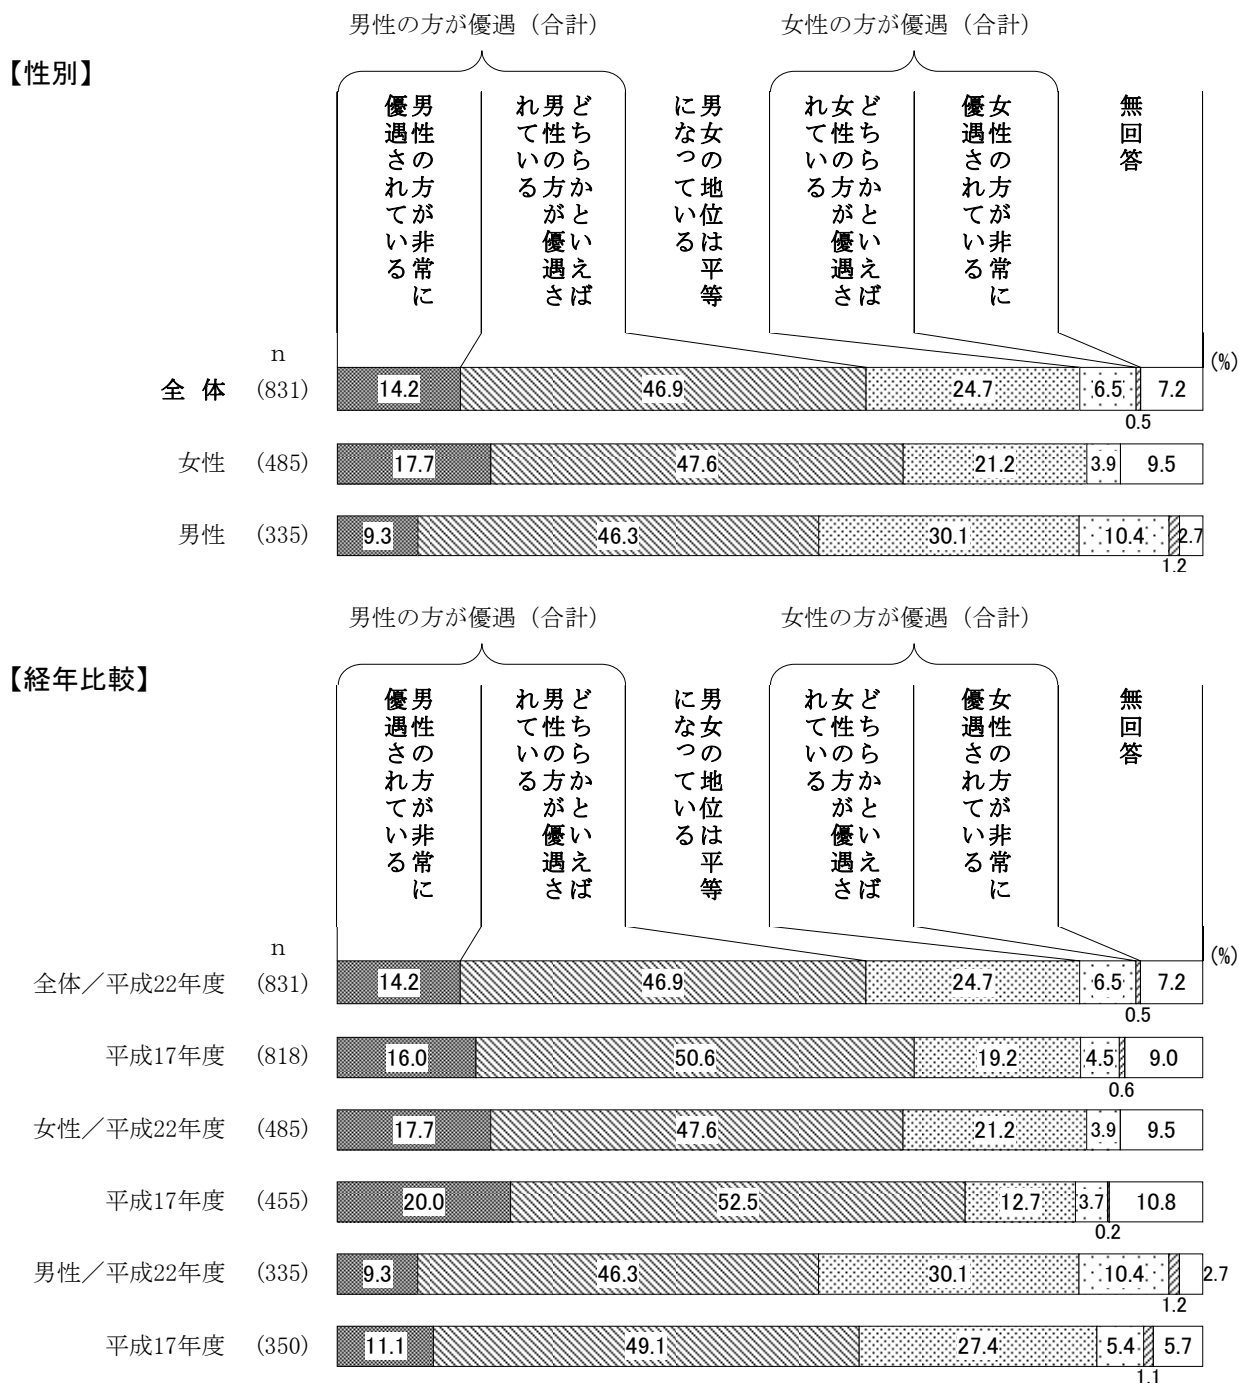 男性の方が優遇（合計） 女性の方が優遇（合計）
【性別】
男性の方が非常に
優遇されている
どちらかといえば
男性の方が優遇さ
れている
男女の地位は平等
になっている
どちらかといえば
女性の方が優遇さ
れている
女性の方が非常に
優遇されている
無回答
n
(%)
全 体 (831) 14.2 46.9 24.7 6.5 0.5 7.2
女性 (485) 17.7 47.6 21.2 3.9 9.5
男性 (335) 9.3 46.3 30.1 10.4 1.2 2.7
男性の方が優遇（合計） 女性の方が優遇（合計）
【経年比較】
男性の方が非常に
優遇されている
どちらかといえば
男性の方が優遇さ
れている
男女の地位は平等
になっている
どちらかといえば
女性の方が優遇さ
れている
女性の方が非常に
優遇されている
無回答
n
(%)
全体／平成22年度 (831) 14.2 46.9 24.7 6.5 0.5 7.2
平成17年度 (818) 16.0 50.6 19.2 4.5 0.6 9.0
女性／平成22年度 (485) 17.7 47.6 21.2 3.9 9.5
平成17年度 (455) 20.0 52.5 12.7 3.7 0.2 10.8
男性／平成22年度 (335) 9.3 46.3 30.1 10.4 1.2 2.7
平成17年度 (350) 11.1 49.1 27.4 5.4 1.1 5.7